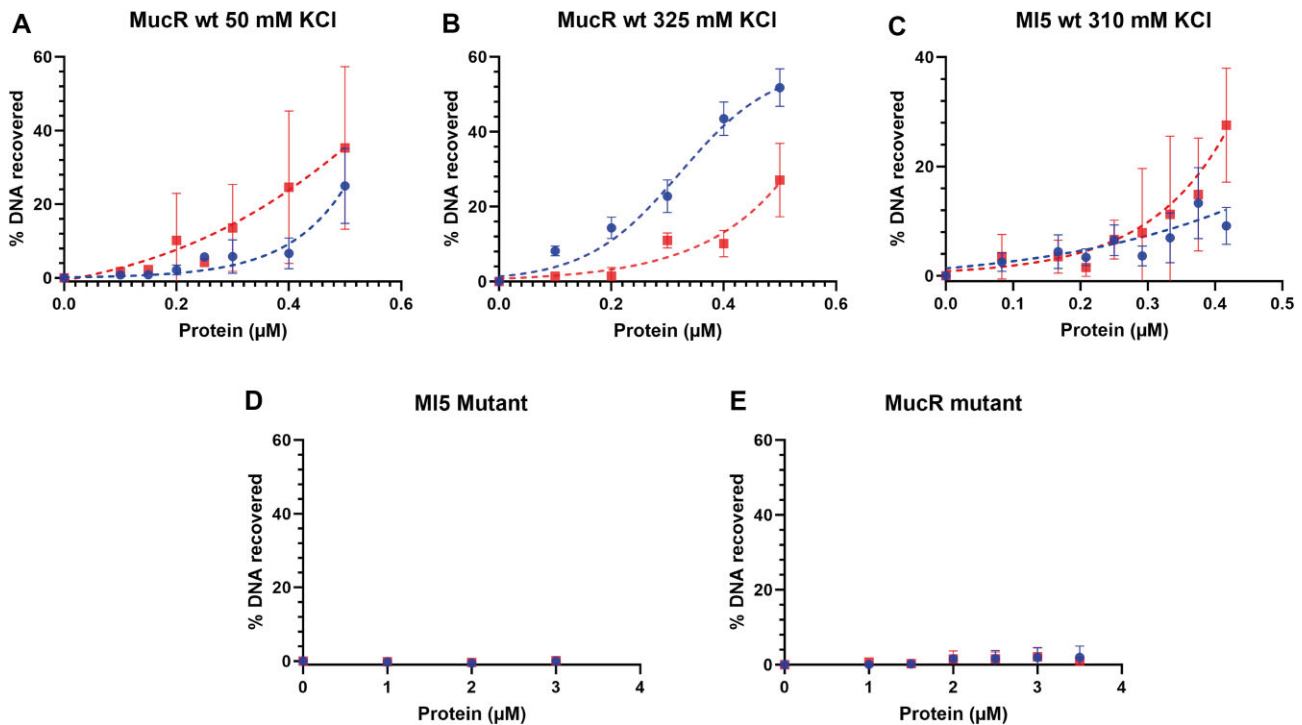 A
MucR wt 50 mM KCl
60
40
20
0
% DNA recovered
0.0 0.2 0.4 0.6
Protein (µM)
B
MucR wt 325 mM KCl
60
40
20
0
% DNA recovered
0.0 0.2 0.4 0.6
Protein (µM)
C
Ml5 wt 310 mM KCl
40
20
0
% DNA recovered
0.0 0.1 0.2 0.3 0.4 0.5
Protein (µM)
D
Ml5 Mutant
60
40
20
0
% DNA recovered
0 1 2 3 4
Protein (µM)
E
MucR mutant
60
40
20
0
% DNA recovered
0 1 2 3 4
Protein (µM)